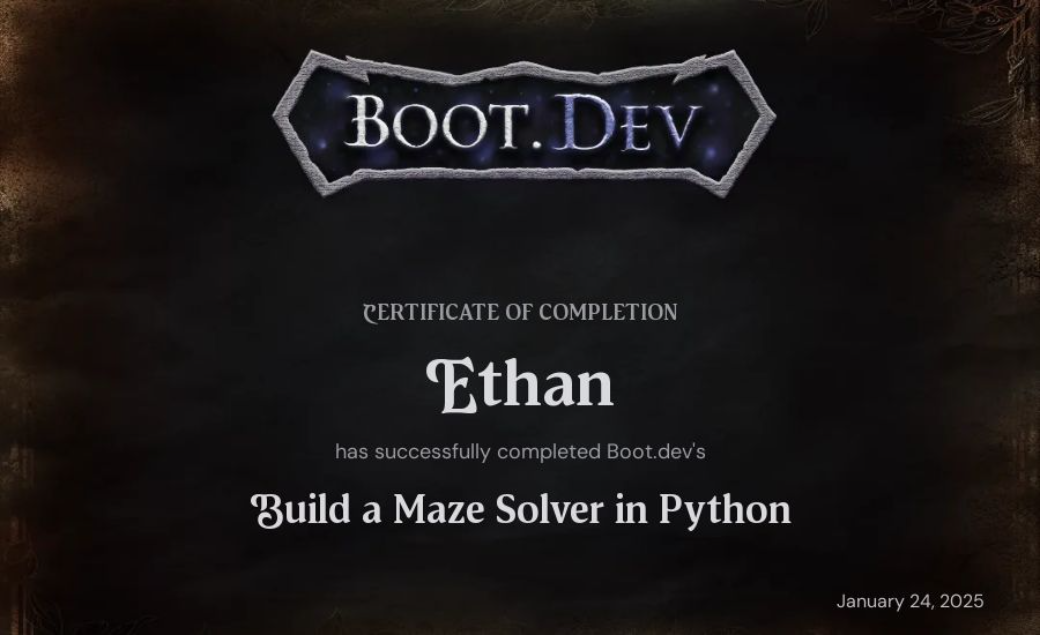 BOOT.DEV
CERTIFICATE OF COMPLETION
Ethan
has successfully completed Boot.dev's
Build a Maze Solver in Python
January 24, 2025